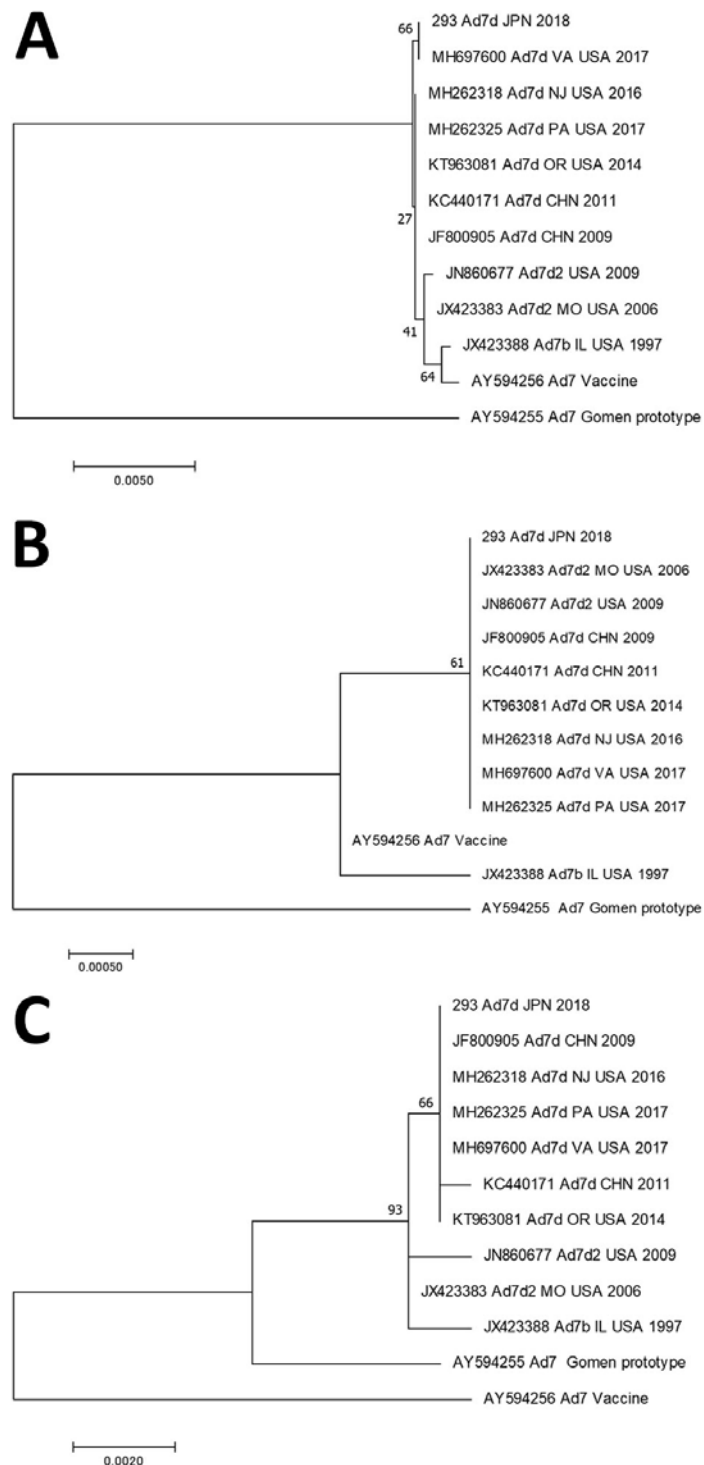 A
66
293 Ad7d JPN 2018
MH697600 Ad7d VA USA 2017
MH262318 Ad7d NJ USA 2016
MH262325 Ad7d PA USA 2017
KT963081 Ad7d OR USA 2014
KC440171 Ad7d CHN 2011
27
JF800905 Ad7d CHN 2009
JN860677 Ad7d2 USA 2009
JX423383 Ad7d2 MO USA 2006
41
JX423388 Ad7b IL USA 1997
64
AY594256 Ad7 Vaccine
AY594255 Ad7 Gomen prototype
0.0050
B
293 Ad7d JPN 2018
JX423383 Ad7d2 MO USA 2006
JN860677 Ad7d2 USA 2009
JF800905 Ad7d CHN 2009
61
KC440171 Ad7d CHN 2011
KT963081 Ad7d OR USA 2014
MH262318 Ad7d NJ USA 2016
MH697600 Ad7d VA USA 2017
MH262325 Ad7d PA USA 2017
AY594256 Ad7 Vaccine
JX423388 Ad7b IL USA 1997
AY594255 Ad7 Gomen prototype
0.00050
C
293 Ad7d JPN 2018
JF800905 Ad7d CHN 2009
MH262318 Ad7d NJ USA 2016
66
MH262325 Ad7d PA USA 2017
MH697600 Ad7d VA USA 2017
KC440171 Ad7d CHN 2011
93
KT963081 Ad7d OR USA 2014
JN860677 Ad7d2 USA 2009
JX423383 Ad7d2 MO USA 2006
JX423388 Ad7b IL USA 1997
AY594255 Ad7 Gomen prototype
AY594256 Ad7 Vaccine
0.0020